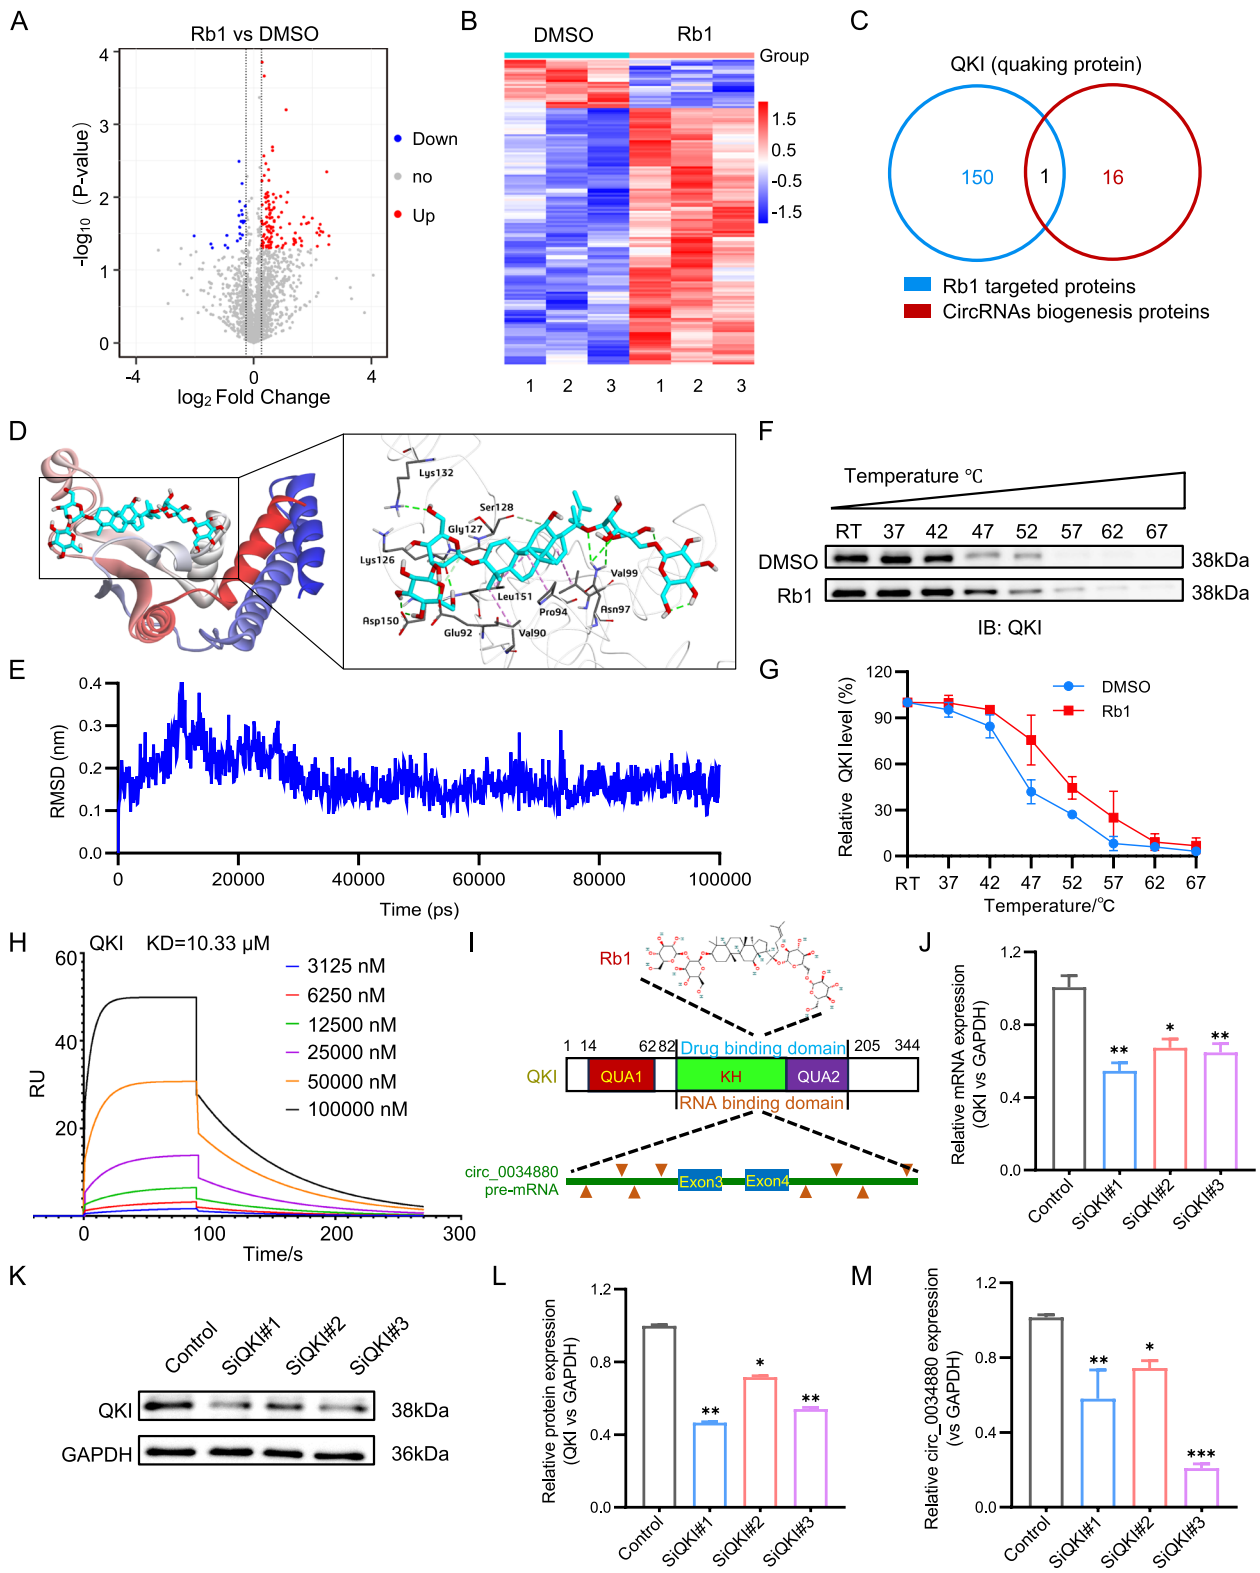 A
Rb1 vs DMSO
4
3
2
1
0
-log10 (P-value)
-4
0
4
log2 Fold Change
Down
no
Up
B
DMSO
Rb1
Group
1.5
0.5
-0.5
-1.5
1 2 3 1 2 3
C
QKI (quaking protein)
150
1
16
Rb1 targeted proteins
CircRNAs biogenesis proteins
D
Lys132
Ser128
Gly127
Lys126
Val99
Leu151
Pro94
Asn97
Asp150
Glu92
Val90
F
Temperature °C
RT 37 42 47 52 57 62 67
DMSO
38kDa
Rb1
38kDa
IB: QKI
E
0.4
0.3
0.2
0.1
0.0
RMSD (nm)
0 20000 40000 60000 80000 100000
Time (ps)
G
120
90
60
30
0
Relative QKI level (%)
DMSO
Rb1
RT 37 42 47 52 57 62 67
Temperature/°C
H
QKI KD=10.33 μM
60
40
20
RU
3125 nM
6250 nM
12500 nM
25000 nM
50000 nM
100000 nM
0 100 200 300
Time/s
I
Rb1
1 14 62 82 Drug binding domain 205 344
QKI
QUA1
KH
QUA2
RNA binding domain
circ_0034880
pre-mRNA
Exon3
Exon4
J
1.2
0.8
0.4
0.0
Relative mRNA expression
(QKI vs GAPDH)
**
*
**
Control
SiQKI#1
SiQKI#2
SiQKI#3
K
Control
SiQKI#1
SiQKI#2
SiQKI#3
QKI
38kDa
GAPDH
36kDa
L
1.2
0.8
0.4
0.0
Relative protein expression
(QKI vs GAPDH)
**
*
**
Control
SiQKI#1
SiQKI#2
SiQKI#3
M
1.2
0.8
0.4
0.0
Relative circ_0034880 expression
(vs GAPDH)
**
*
***
Control
SiQKI#1
SiQKI#2
SiQKI#3